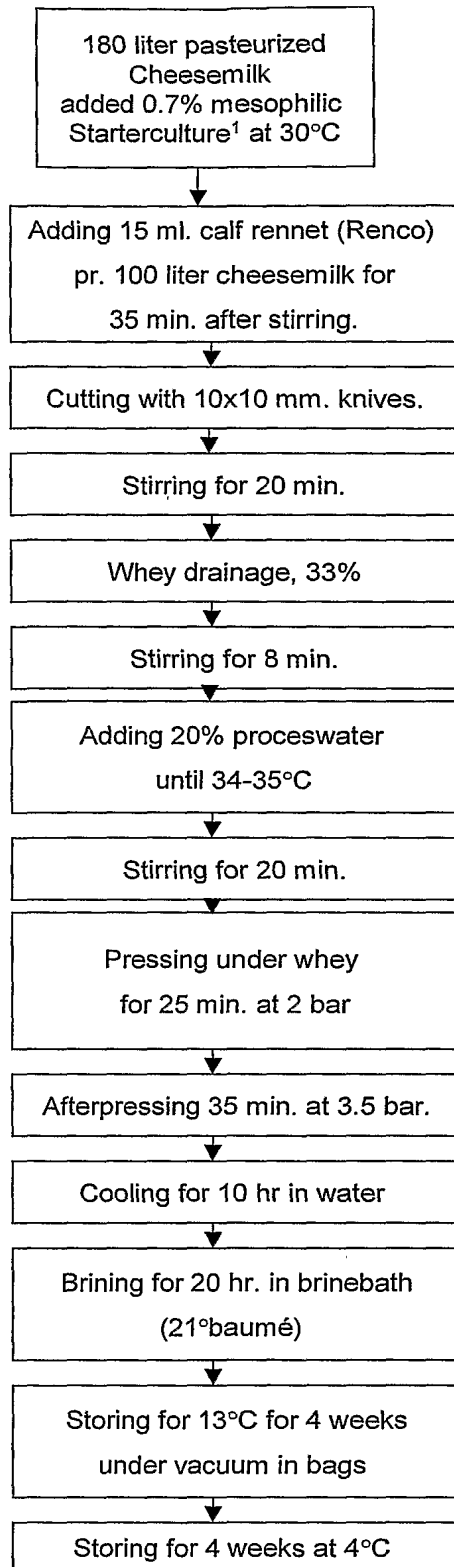 180 liter pasteurized
Cheesemilk
added 0.7% mesophilic
Starterculture¹ at 30°C
Adding 15 ml. calf rennet (Renco)
pr. 100 liter cheesemilk for
35 min. after stirring.
Cutting with 10x10 mm. knives.
Stirring for 20 min.
Whey drainage, 33%
Stirring for 8 min.
Adding 20% proceswater
until 34-35°C
Stirring for 20 min.
Pressing under whey
for 25 min. at 2 bar
Afterpressing 35 min. at 3.5 bar.
Cooling for 10 hr in water
Brining for 20 hr. in brinebath
(21°baumé)
Storing for 13°C for 4 weeks
under vacuum in bags
Storing for 4 weeks at 4°C